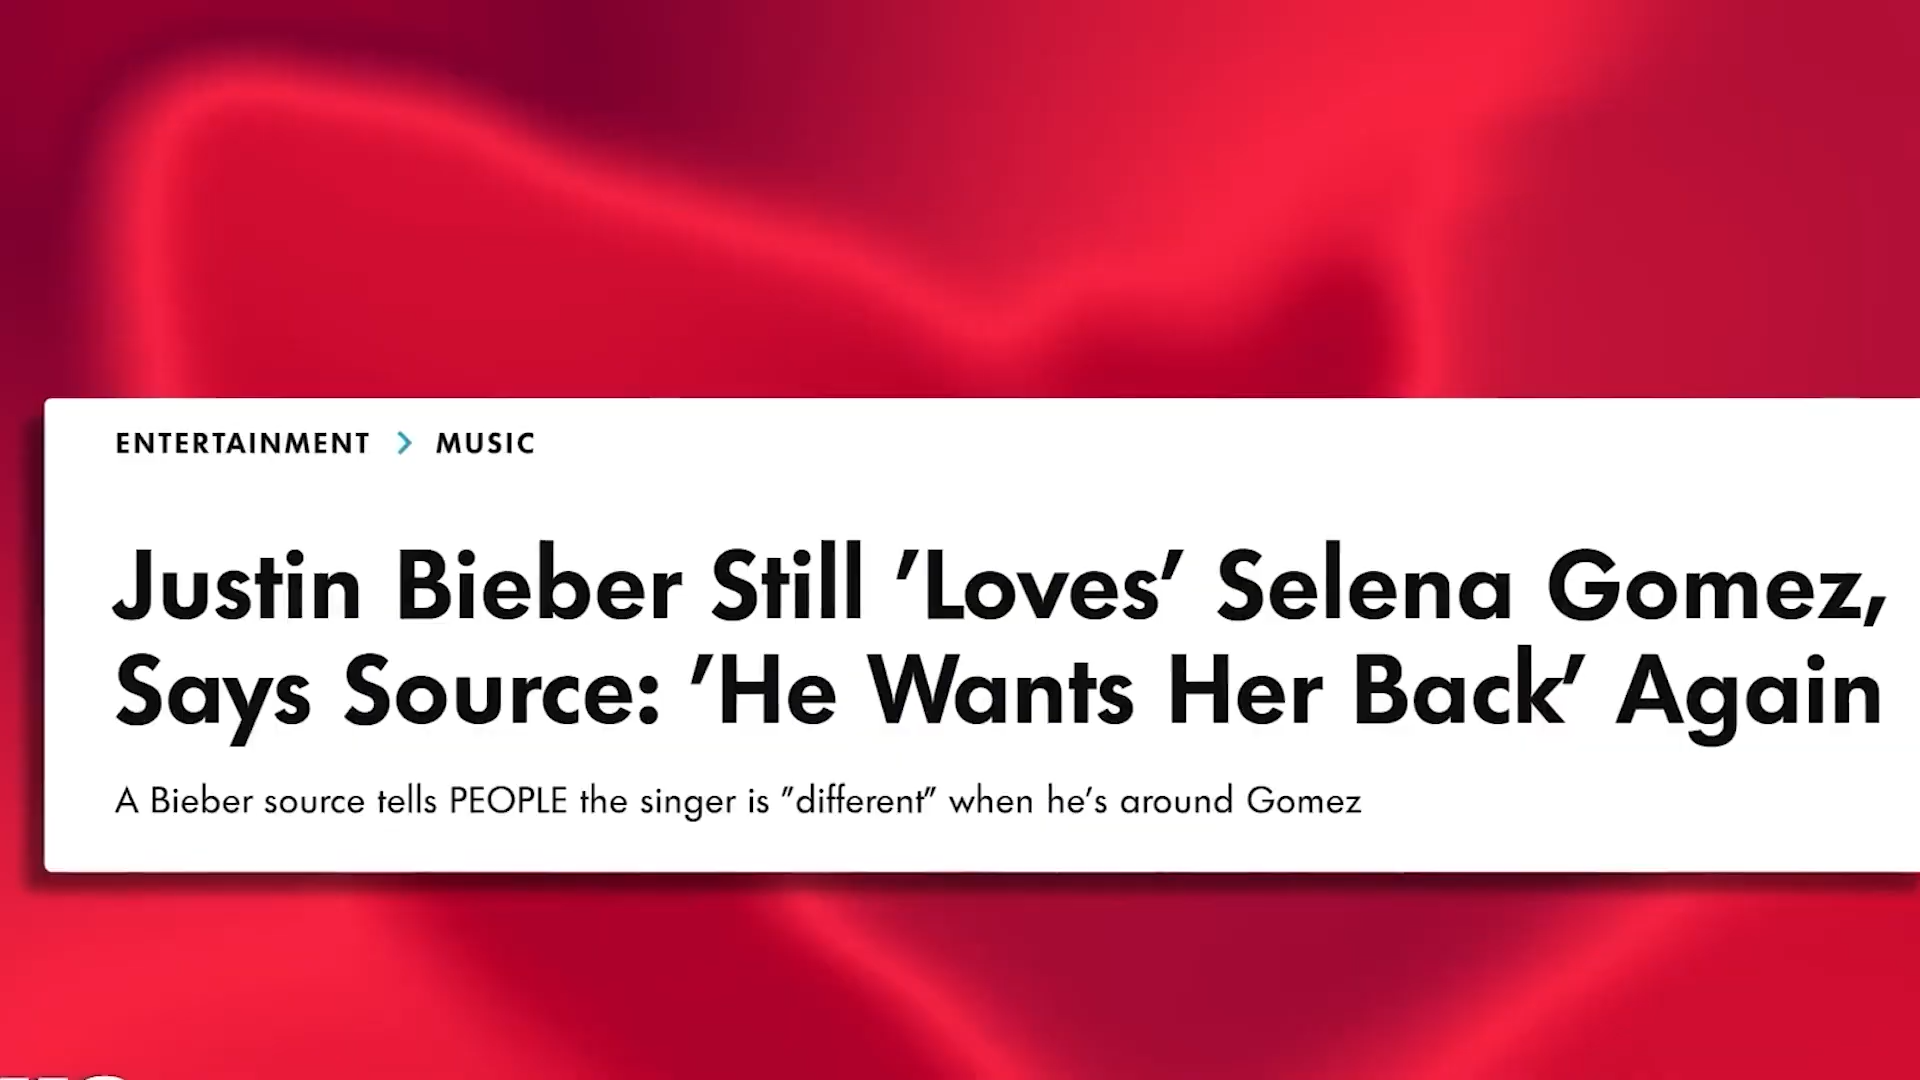 ENTERTAINMENT > MUSIC
Justin Bieber Still 'Loves' Selena Gomez,
Says Source: 'He Wants Her Back' Again
A Bieber source tells PEOPLE the singer is "different" when he's around Gomez